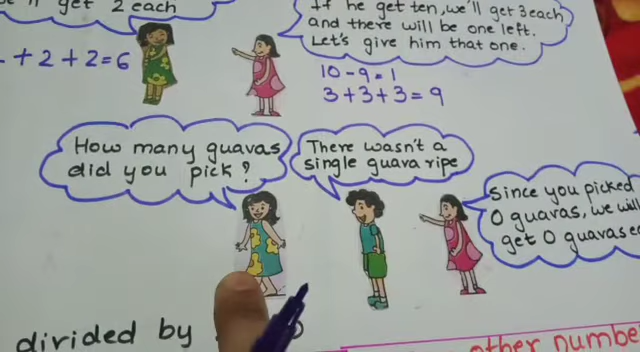 get 2 each
+ 2 + 2 = 6
If he get ten, we'll get 3 each
and there will be one left.
Let's give him that one.
10 - 9 = 1
3 + 3 + 3 = 9
How many guavas
did you pick?
There wasn't a
single guava ripe
Since you picked
0 guavas, we will
get 0 guavas
divided by
other numbe